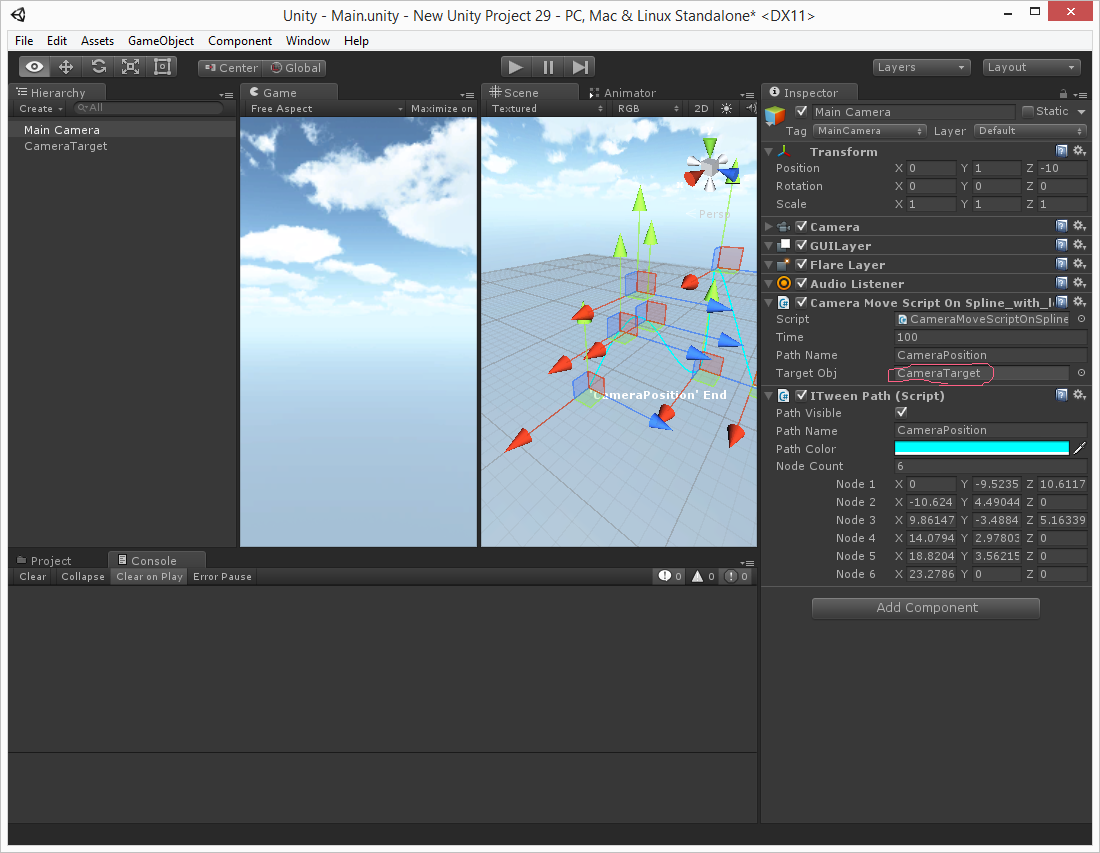 Unity - Main.unity - New Unity Project 29 - PC, Mac & Linux Standalone* <DX11>
File Edit Assets GameObject Component Window Help
Center Global Layers Layout
Hierarchy
Create All
Main Camera
CameraTarget
Game
Free Aspect Maximize on
Scene Animator
Textured RGB 2D
Persp
'CameraPosition' End
Inspector
Main Camera Static
Tag MainCamera Layer Default
Transform
Position X 0 Y 1 Z -10
Rotation X 0 Y 0 Z 0
Scale X 1 Y 1 Z 1
Camera
GUILayer
Flare Layer
Audio Listener
Camera Move Script On Spline_with_l
Script CameraMoveScriptOnSpline
Time 100
Path Name CameraPosition
Target Obj CameraTarget
ITween Path (Script)
Path Visible
Path Name CameraPosition
Path Color
Node Count 6
Node 1 X 0 Y -9.5235 Z 10.6117
Node 2 X -10.624 Y 4.49044 Z 0
Node 3 X 9.86147 Y -3.4884 Z 5.16339
Node 4 X 14.0794 Y 2.97803 Z 0
Node 5 X 18.8204 Y 3.56215 Z 0
Node 6 X 23.2786 Y 0 Z 0
Add Component
Project Console
Clear Collapse Clear on Play Error Pause 0 0 0